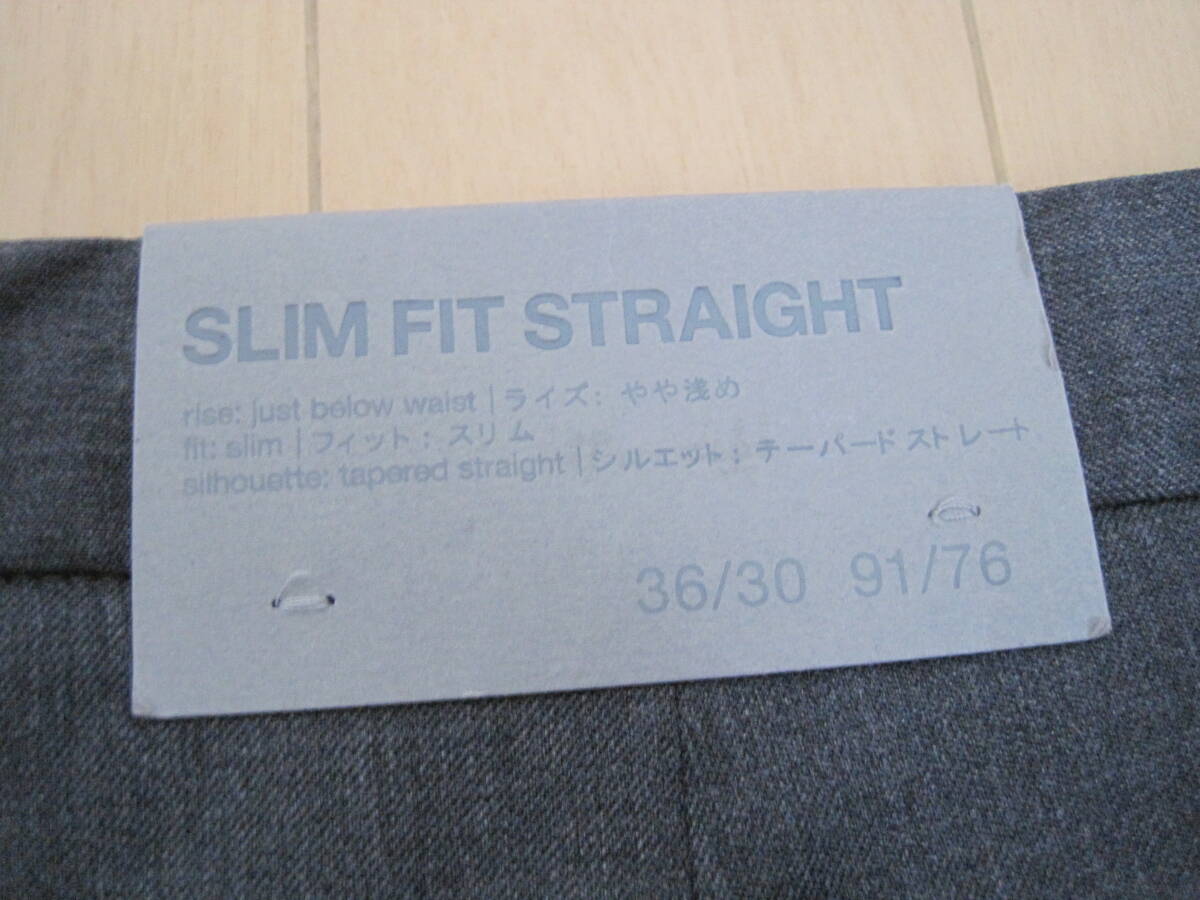 SLIM FIT STRAIGHT
rise: just below waist | ライズ: やや浅め
fit: slim | フィット: スリム
silhouette: tapered straight | シルエット: テーパードストレート
36/30 91/76